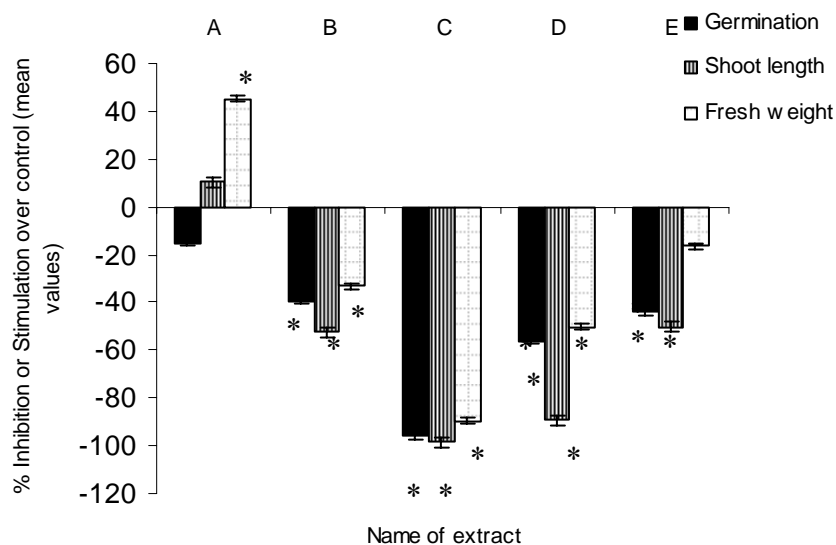 A B C D E
Germination
Shoot length
Fresh weight
% Inhibition or Stimulation over control (mean
values)
60
40
20
0
-20
-40
-60
-80
-100
-120
*
* * *
* * *
* * * *
* *
Name of extract